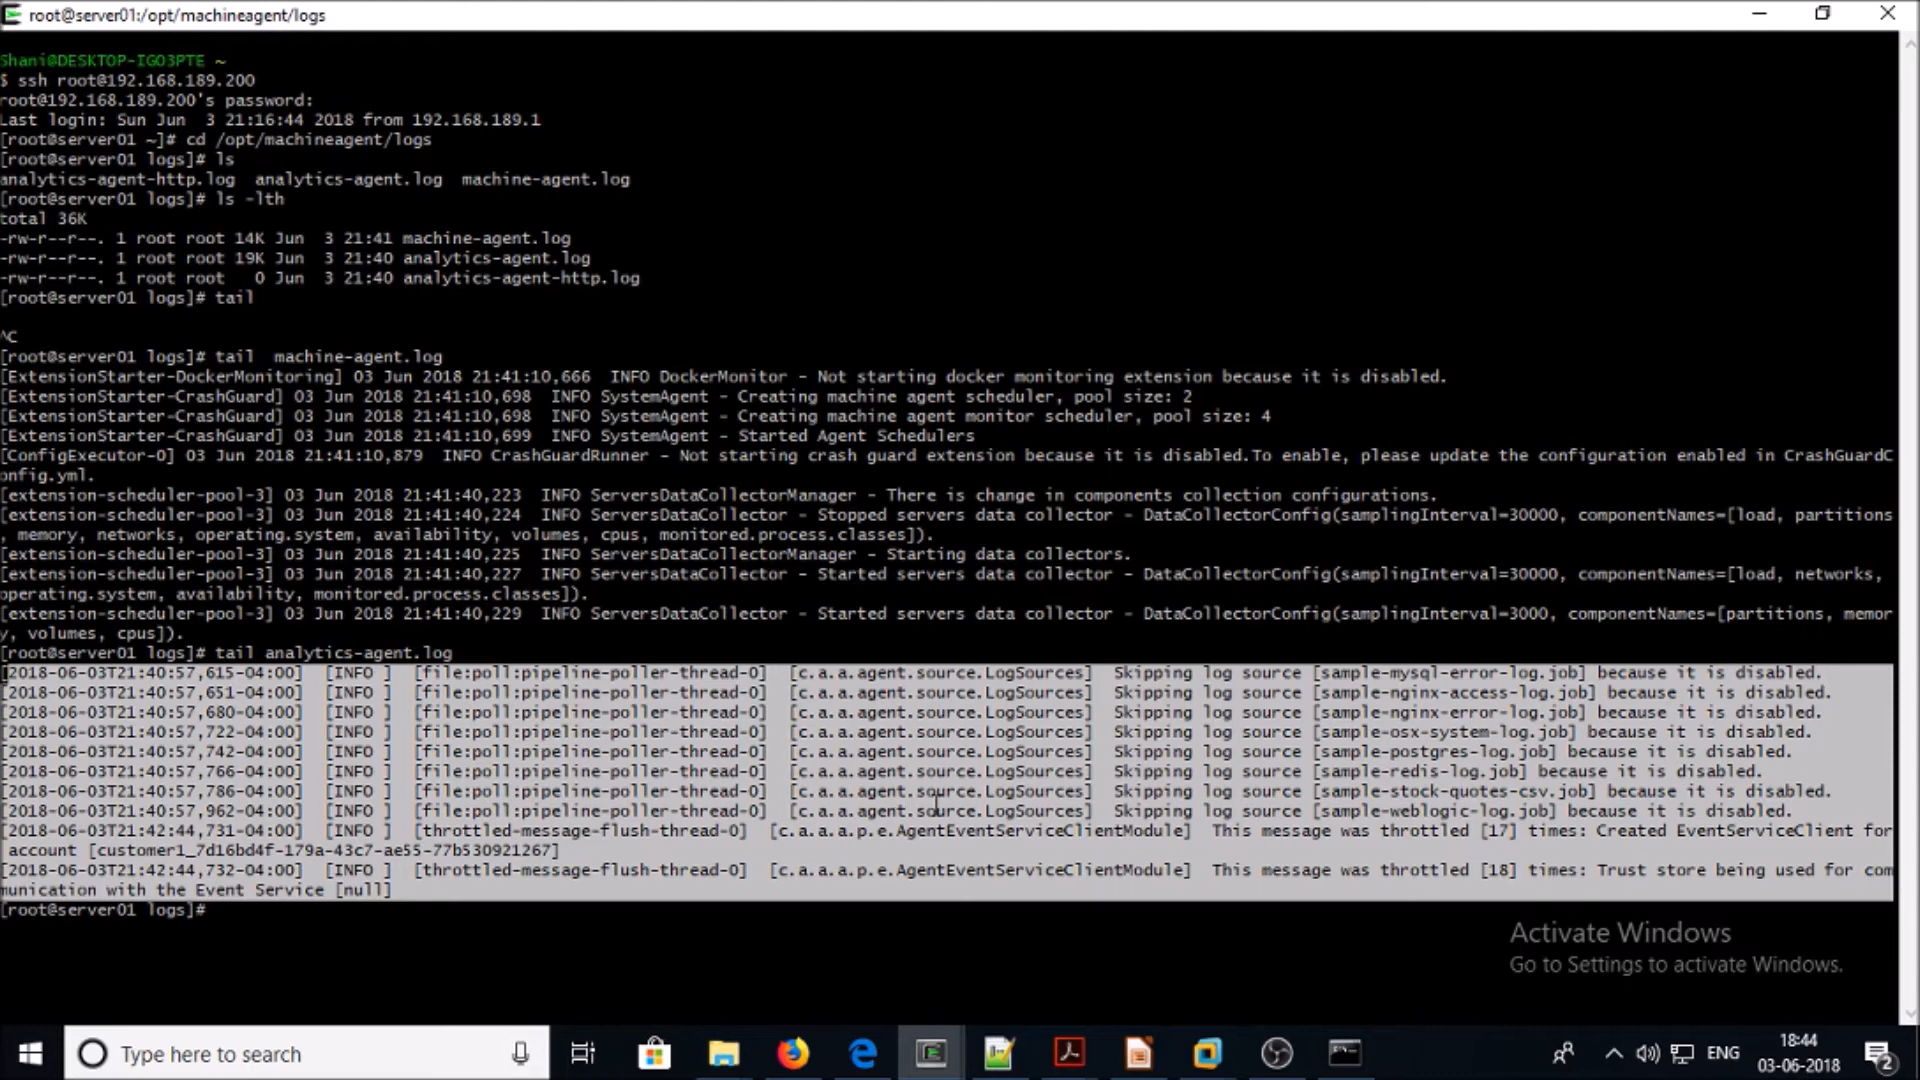 root@server01:/opt/machineagent/logs
Shani@DESKTOP-IGO3PTE ~
$ ssh root@192.168.189.200
root@192.168.189.200's password:
Last login: Sun Jun  3 21:16:44 2018 from 192.168.189.1
[root@server01 ~]# cd /opt/machineagent/logs
[root@server01 logs]# ls
analytics-agent-http.log  analytics-agent.log  machine-agent.log
[root@server01 logs]# ls -lth
total 36K
-rw-r--r--. 1 root root 14K Jun  3 21:41 machine-agent.log
-rw-r--r--. 1 root root 19K Jun  3 21:40 analytics-agent.log
-rw-r--r--. 1 root root   0 Jun  3 21:40 analytics-agent-http.log
[root@server01 logs]# tail
^C
[root@server01 logs]# tail  machine-agent.log
[ExtensionStarter-DockerMonitoring] 03 Jun 2018 21:41:10,666  INFO DockerMonitor - Not starting docker monitoring extension because it is disabled.
[ExtensionStarter-CrashGuard] 03 Jun 2018 21:41:10,698  INFO SystemAgent - Creating machine agent scheduler, pool size: 2
[ExtensionStarter-CrashGuard] 03 Jun 2018 21:41:10,698  INFO SystemAgent - Creating machine agent monitor scheduler, pool size: 4
[ExtensionStarter-CrashGuard] 03 Jun 2018 21:41:10,699  INFO SystemAgent - Started Agent Schedulers
[ConfigExecutor-0] 03 Jun 2018 21:41:10,879  INFO CrashGuardRunner - Not starting crash guard extension because it is disabled.To enable, please update the configuration enabled in CrashGuardC
onfig.yml.
[extension-scheduler-pool-3] 03 Jun 2018 21:41:40,223  INFO ServersDataCollectorManager - There is change in components collection configurations.
[extension-scheduler-pool-3] 03 Jun 2018 21:41:40,224  INFO ServersDataCollector - Stopped servers data collector - DataCollectorConfig(samplingInterval=30000, componentNames=[load, partitions
, memory, networks, operating.system, availability, volumes, cpus, monitored.process.classes]).
[extension-scheduler-pool-3] 03 Jun 2018 21:41:40,225  INFO ServersDataCollectorManager - Starting data collectors.
[extension-scheduler-pool-3] 03 Jun 2018 21:41:40,227  INFO ServersDataCollector - Started servers data collector - DataCollectorConfig(samplingInterval=30000, componentNames=[load, networks,
operating.system, availability, monitored.process.classes]).
[extension-scheduler-pool-3] 03 Jun 2018 21:41:40,229  INFO ServersDataCollector - Started servers data collector - DataCollectorConfig(samplingInterval=3000, componentNames=[partitions, memor
y, volumes, cpus]).
[root@server01 logs]# tail analytics-agent.log
[2018-06-03T21:40:57,615-04:00]  [INFO ]  [file:poll:pipeline-poller-thread-0]  [c.a.a.agent.source.LogSources]  Skipping log source [sample-mysql-error-log.job] because it is disabled.
[2018-06-03T21:40:57,651-04:00]  [INFO ]  [file:poll:pipeline-poller-thread-0]  [c.a.a.agent.source.LogSources]  Skipping log source [sample-nginx-access-log.job] because it is disabled.
[2018-06-03T21:40:57,680-04:00]  [INFO ]  [file:poll:pipeline-poller-thread-0]  [c.a.a.agent.source.LogSources]  Skipping log source [sample-nginx-error-log.job] because it is disabled.
[2018-06-03T21:40:57,722-04:00]  [INFO ]  [file:poll:pipeline-poller-thread-0]  [c.a.a.agent.source.LogSources]  Skipping log source [sample-osx-system-log.job] because it is disabled.
[2018-06-03T21:40:57,742-04:00]  [INFO ]  [file:poll:pipeline-poller-thread-0]  [c.a.a.agent.source.LogSources]  Skipping log source [sample-postgres-log.job] because it is disabled.
[2018-06-03T21:40:57,766-04:00]  [INFO ]  [file:poll:pipeline-poller-thread-0]  [c.a.a.agent.source.LogSources]  Skipping log source [sample-redis-log.job] because it is disabled.
[2018-06-03T21:40:57,786-04:00]  [INFO ]  [file:poll:pipeline-poller-thread-0]  [c.a.a.agent.source.LogSources]  Skipping log source [sample-stock-quotes-csv.job] because it is disabled.
[2018-06-03T21:40:57,962-04:00]  [INFO ]  [file:poll:pipeline-poller-thread-0]  [c.a.a.agent.source.LogSources]  Skipping log source [sample-weblogic-log.job] because it is disabled.
[2018-06-03T21:42:44,731-04:00]  [INFO ]  [throttled-message-flush-thread-0]  [c.a.a.a.p.e.AgentEventServiceClientModule]  This message was throttled [17] times: Created EventServiceClient for
account [customer1_7d16bd4f-179a-43c7-ae55-77b530921267]
[2018-06-03T21:42:44,732-04:00]  [INFO ]  [throttled-message-flush-thread-0]  [c.a.a.a.p.e.AgentEventServiceClientModule]  This message was throttled [18] times: Trust store being used for com
munication with the Event Service [null]
[root@server01 logs]#
Activate Windows
Go to Settings to activate Windows.
Type here to search
ENG
18:44
03-06-2018
2